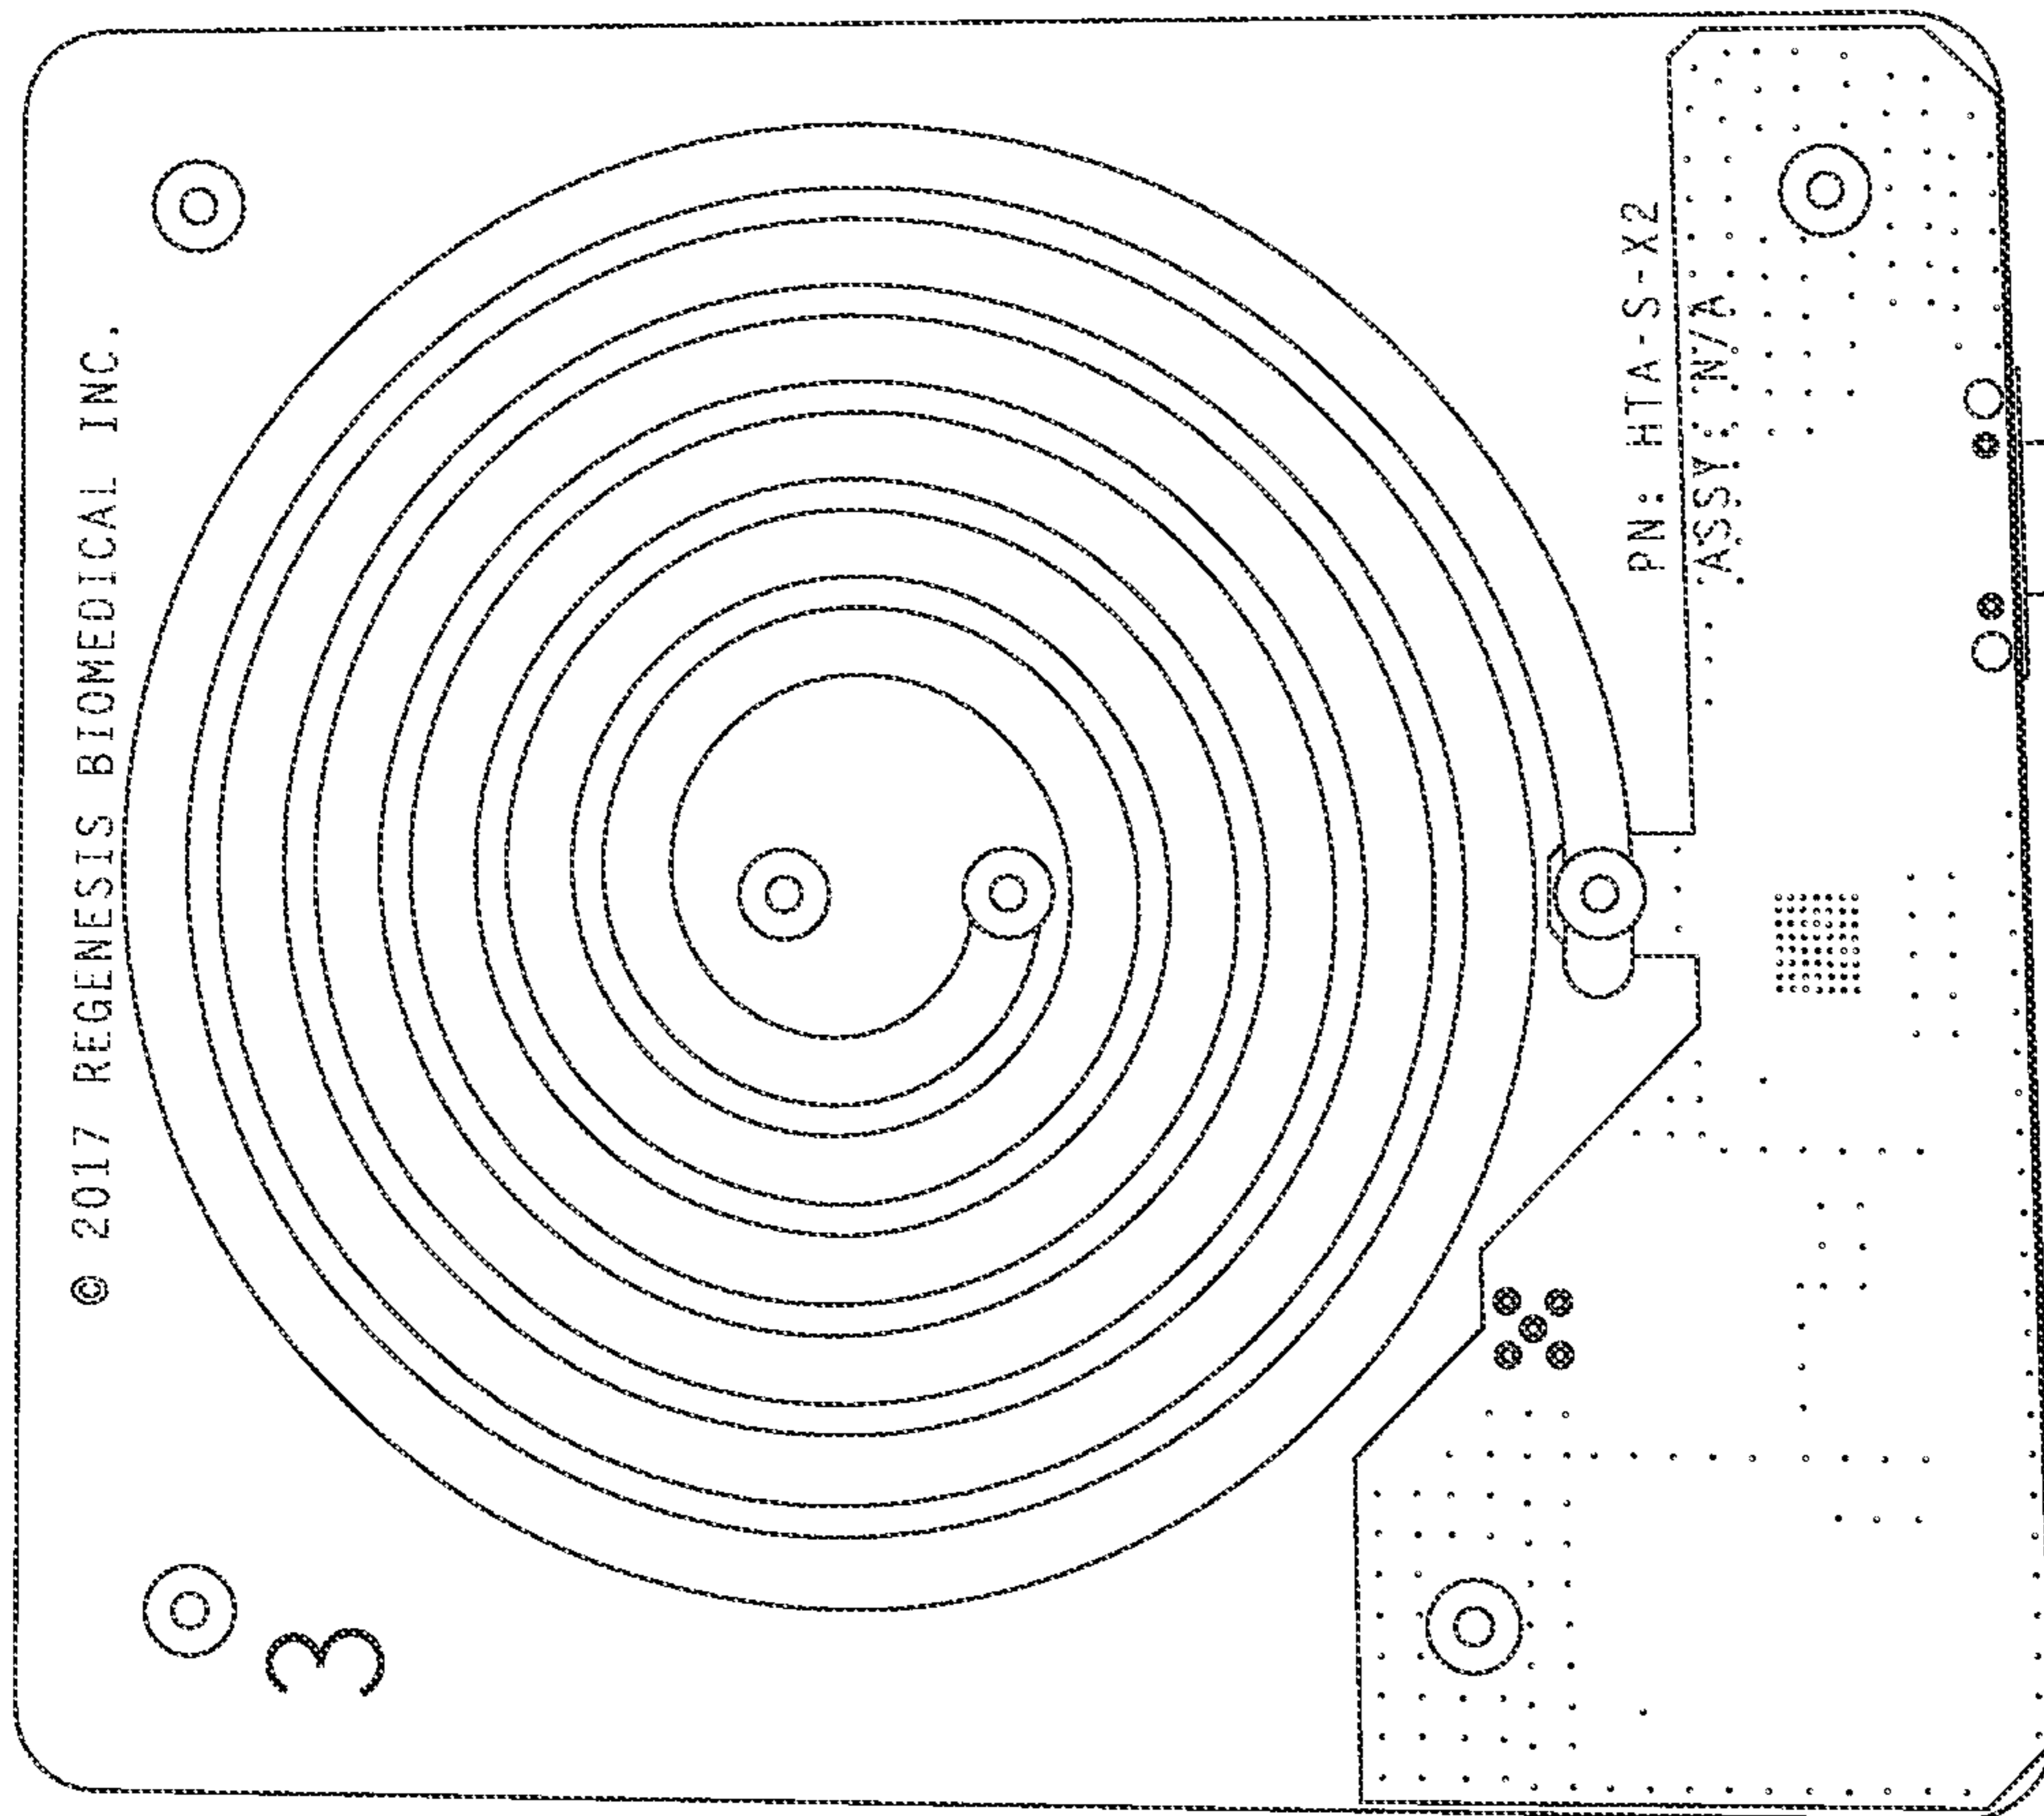 © 2017 REGENESIS BIOMEDICAL INC.
PN: HTA-S-X2
ASSY: N/A
3